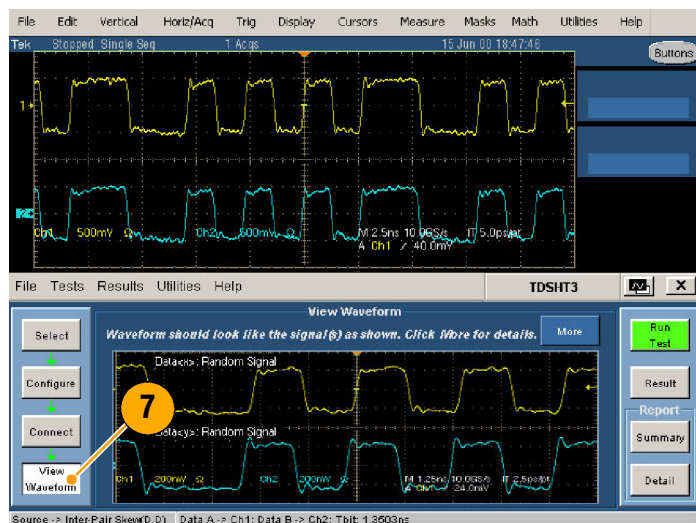 File Edit Vertical Horiz/Acq Trig Display Cursors Measure Masks Math Utilities Help
Tek Stopped Single Seq 1 Acqs 15 Jun 00 18:47:46
Buttons
1
Ch1 500mV Ω Ch2 500mV Ω M 2.5ns 10.0GS/s IT 5.0ps/pt
A Ch1 / 40.0mV
File Tests Results Utilities Help TDSHT3 X
View Waveform
Waveform should look like the signal(s) as shown. Click More for details. More
Select
Configure
Connect
View Waveform
7
Data<x>: Random Signal
Data<y>: Random Signal
Ch1 200mV Ω Ch2 200mV Ω M 1.25ns 10.0GS/s IT 2.5ps/pt
-24.0mV
Run Test
Result
Report
Summary
Detail
Source -> Inter-Pair Skew(D D) Data A -> Ch1; Data B -> Ch2; Tbit: 1.3503ns